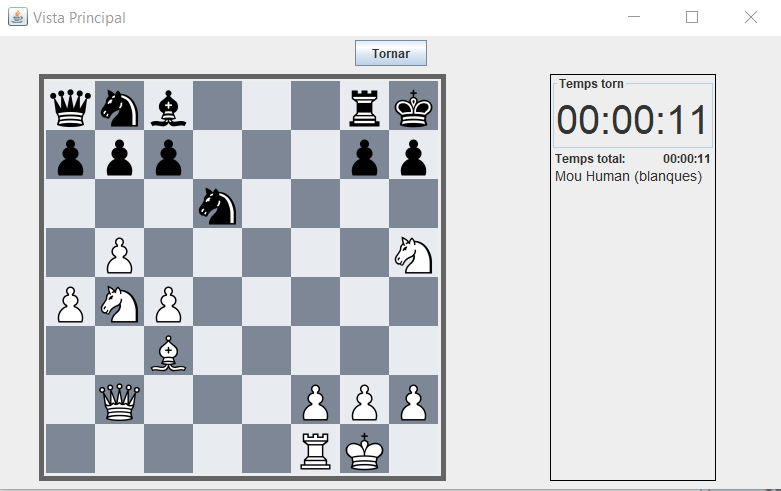 Vista Principal
Tornar
Temps torn
00:00:11
Temps total: 00:00:11
Mou Human (blanques)